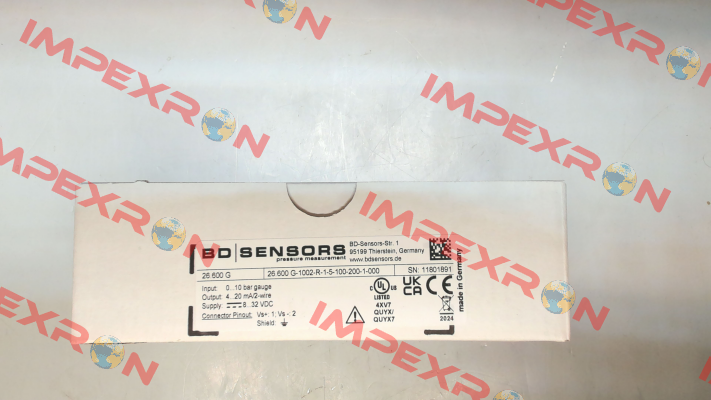 BD|SENSORS
pressure measurement
BD-Sensors-Str. 1
95199 Thierstein, Germany
www.bdsensors.de
26.600 G
26.600 G-1002-R-1-5-100-200-1-000
SN: 11801891
Input: 0...10 bar gauge
Output: 4...20 mA/2-wire
Supply: 8...32 VDC
Connector Pinout: Vs+: 1; Vs-: 2
Shield:
C UL US
LISTED
4XV7
QUYX/
QUYX7
UK
CA
CE
2024
made in Germany
IMPEXRON
IMPEXRON
IMPEXRON
IMPEXRON
IMPEXRON
IMPEXRON
IMPEXRON